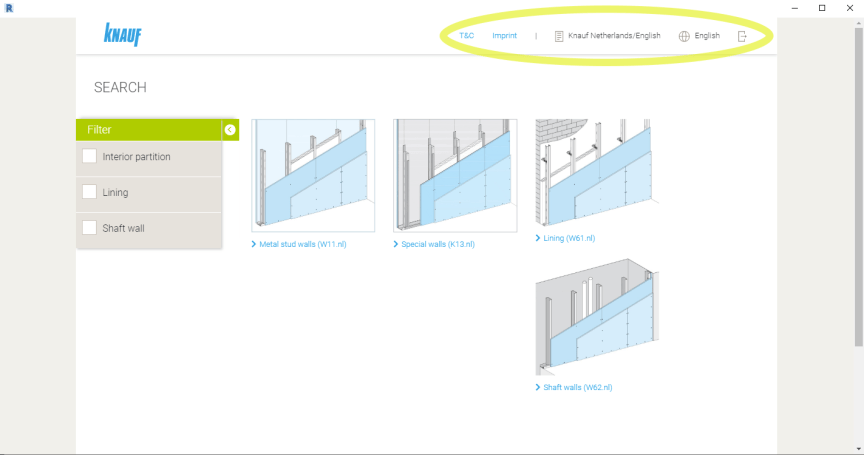 R
KNAUF
T&C Imprint | Knauf Netherlands/English English
SEARCH
Filter
Interior partition
Lining
Shaft wall
Metal stud walls (W11.nl)
Special walls (K13.nl)
Lining (W61.nl)
Shaft walls (W62.nl)